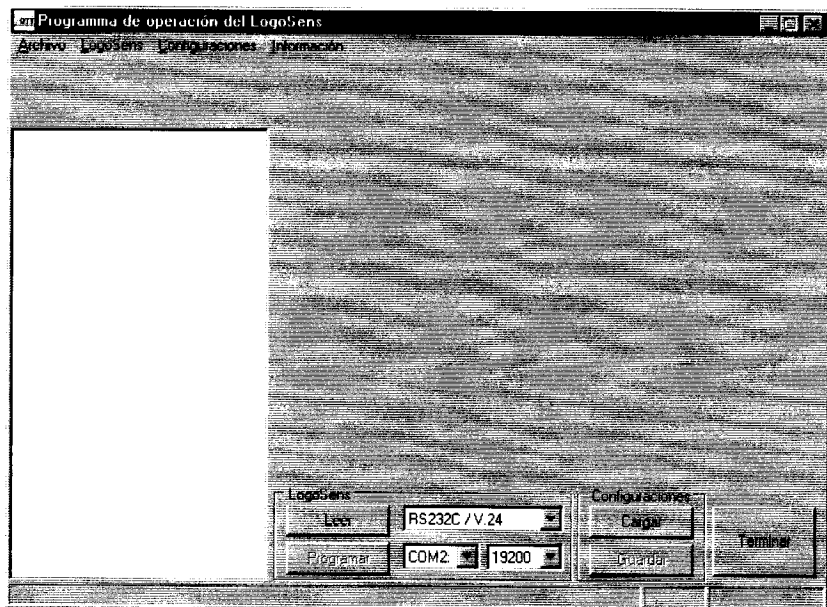 OTT Programma de operación del LogoSens
Archivo LogoSens Configuraciones Información
LogoSens
Leer RS232C / V.24
Programar COM2: 19200
Configuraciones
Cargar
Guardar
Terminar